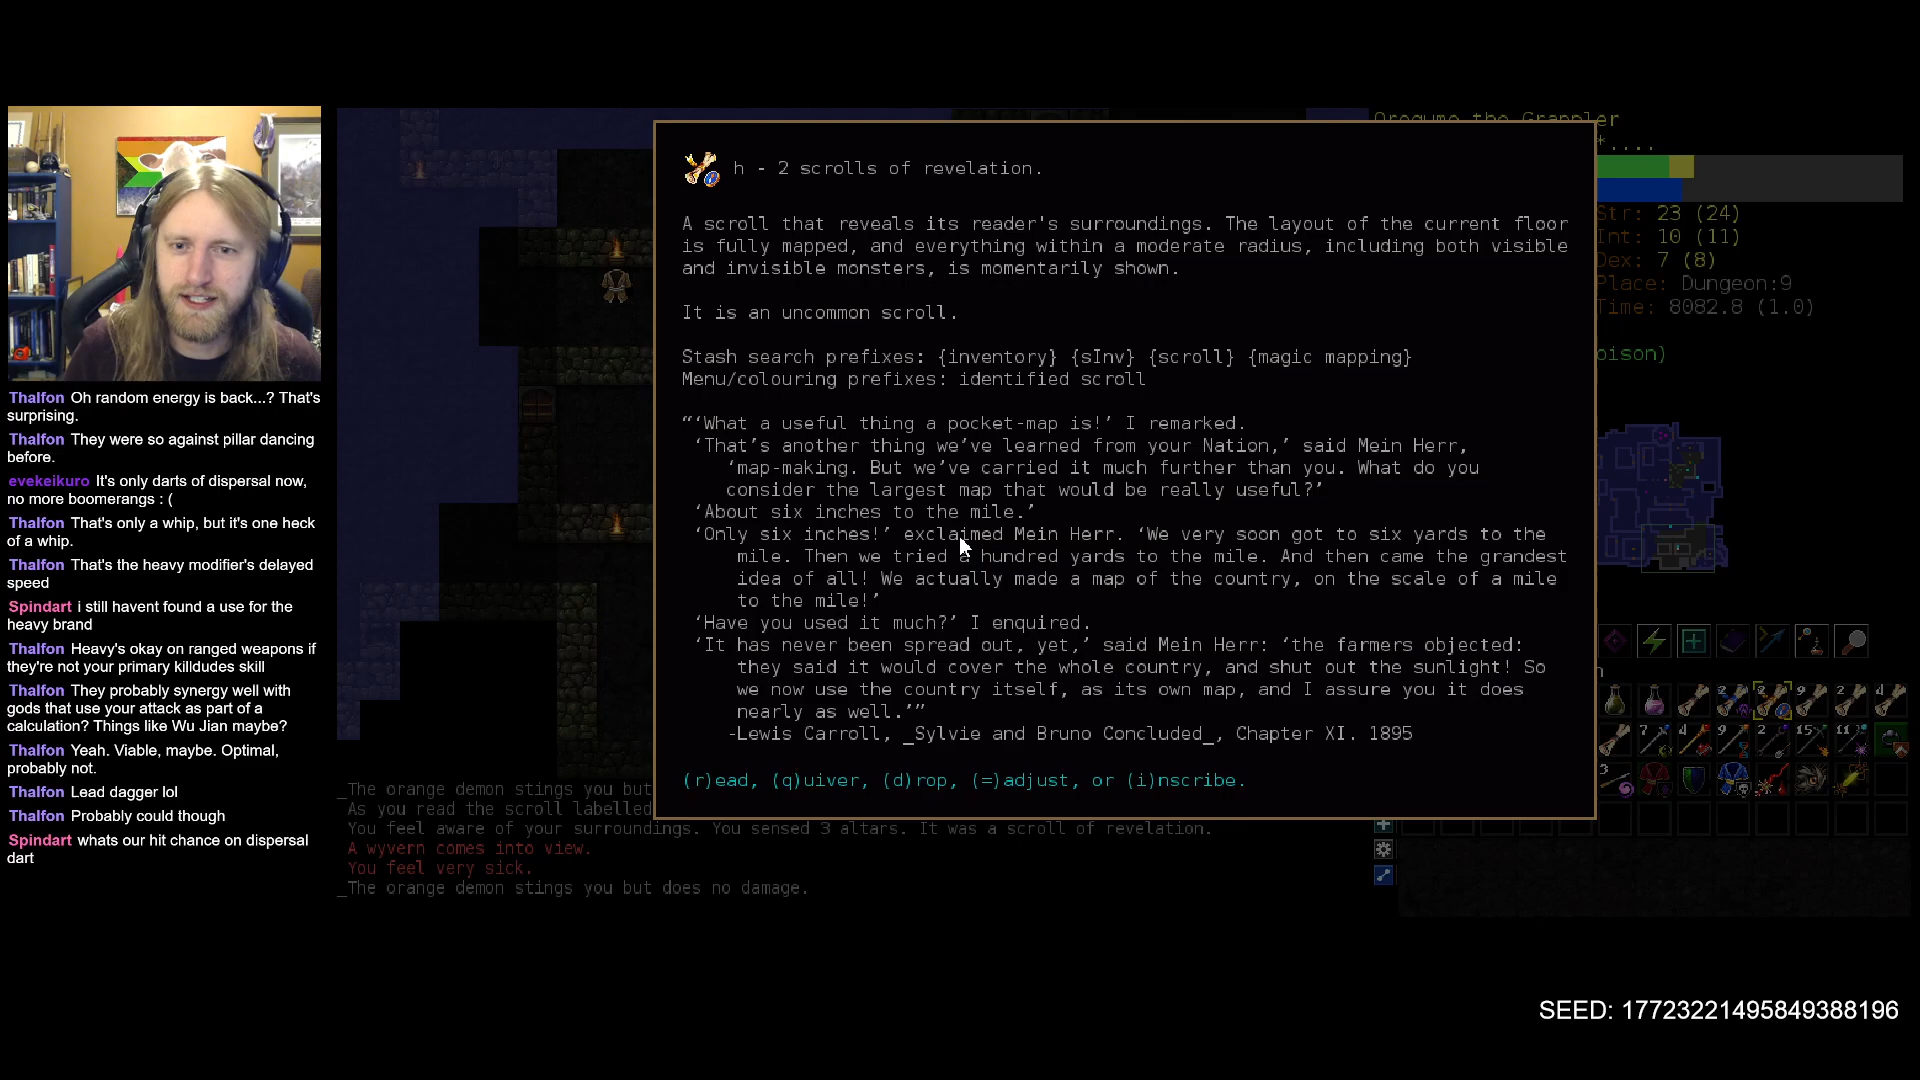 Thalfon Oh random energy is back...? That's
surprising.
Thalfon They were so against pillar dancing
before.
evekeikuro It's only darts of dispersal now,
no more boomerangs : (
Thalfon That's only a whip, but it's one heck
of a whip.
Thalfon That's the heavy modifier's delayed
speed
Spindart i still havent found a use for the
heavy brand
Thalfon Heavy's okay on ranged weapons if
they're not your primary killdudes skill
Thalfon They probably synergy well with
gods that use your attack as part of a
calculation? Things like Wu Jian maybe?
Thalfon Yeah. Viable, maybe. Optimal,
probably not.
Thalfon Lead dagger lol
Thalfon Probably could though
Spindart whats our hit chance on dispersal
dart
h - 2 scrolls of revelation.
A scroll that reveals its reader's surroundings. The layout of the current floor
is fully mapped, and everything within a moderate radius, including both visible
and invisible monsters, is momentarily shown.
It is an uncommon scroll.
Stash search prefixes: {inventory} {sInv} {scroll} {magic mapping}
Menu/colouring prefixes: identified scroll
“‘What a useful thing a pocket-map is!’ I remarked.
‘That’s another thing we’ve learned from your Nation,’ said Mein Herr,
‘map-making. But we’ve carried it much further than you. What do you
consider the largest map that would be really useful?’
‘About six inches to the mile.’
‘Only six inches!’ exclaimed Mein Herr. ‘We very soon got to six yards to the
mile. Then we tried a hundred yards to the mile. And then came the grandest
idea of all! We actually made a map of the country, on the scale of a mile
to the mile!’
‘Have you used it much?’ I enquired.
‘It has never been spread out, yet,’ said Mein Herr: ‘the farmers objected:
they said it would cover the whole country, and shut out the sunlight! So
we now use the country itself, as its own map, and I assure you it does
nearly as well.’”
-Lewis Carroll, _Sylvie and Bruno Concluded_, Chapter XI. 1895
(r)ead, (q)uiver, (d)rop, (=)adjust, or (i)nscribe.
_The orange demon stings you but
As you read the scroll labelled
You feel aware of your surroundings. You sensed 3 altars. It was a scroll of revelation.
A wyvern comes into view.
You feel very sick.
_The orange demon stings you but does no damage.
the Grappler
*....
Str: 23 (24)
Int: 10 (11)
Dex: 7 (8)
Place: Dungeon:9
Time: 8082.8 (1.0)
oison)
SEED: 17723221495849388196